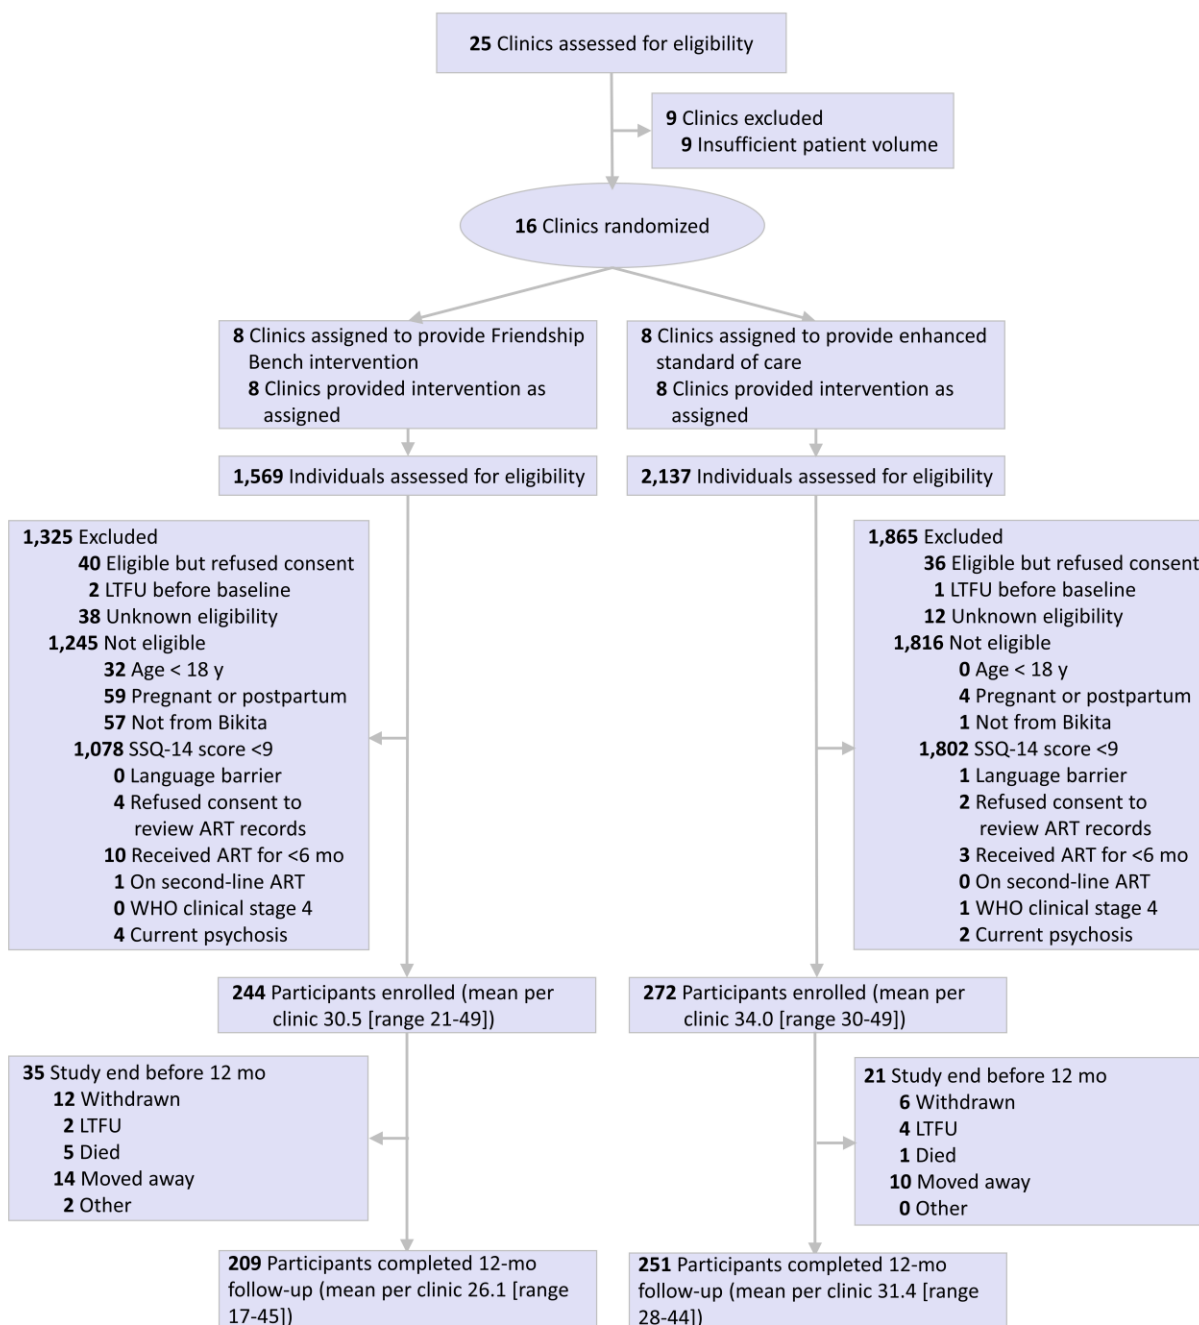 25 Clinics assessed for eligibility
9 Clinics excluded
9 Insufficient patient volume
16 Clinics randomized
8 Clinics assigned to provide Friendship
Bench intervention
8 Clinics provided intervention as
assigned
8 Clinics assigned to provide enhanced
standard of care
8 Clinics provided intervention as
assigned
1,569 Individuals assessed for eligibility
2,137 Individuals assessed for eligibility
1,325 Excluded
40 Eligible but refused consent
2 LTFU before baseline
38 Unknown eligibility
1,245 Not eligible
32 Age < 18 y
59 Pregnant or postpartum
57 Not from Bikita
1,078 SSQ-14 score <9
0 Language barrier
4 Refused consent to
review ART records
10 Received ART for <6 mo
1 On second-line ART
0 WHO clinical stage 4
4 Current psychosis
1,865 Excluded
36 Eligible but refused consent
1 LTFU before baseline
12 Unknown eligibility
1,816 Not eligible
0 Age < 18 y
4 Pregnant or postpartum
1 Not from Bikita
1,802 SSQ-14 score <9
1 Language barrier
2 Refused consent to
review ART records
3 Received ART for <6 mo
0 On second-line ART
1 WHO clinical stage 4
2 Current psychosis
244 Participants enrolled (mean per
clinic 30.5 [range 21-49])
272 Participants enrolled (mean per
clinic 34.0 [range 30-49])
35 Study end before 12 mo
12 Withdrawn
2 LTFU
5 Died
14 Moved away
2 Other
21 Study end before 12 mo
6 Withdrawn
4 LTFU
1 Died
10 Moved away
0 Other
209 Participants completed 12-mo
follow-up (mean per clinic 26.1 [range
17-45])
251 Participants completed 12-mo
follow-up (mean per clinic 31.4 [range
28-44])